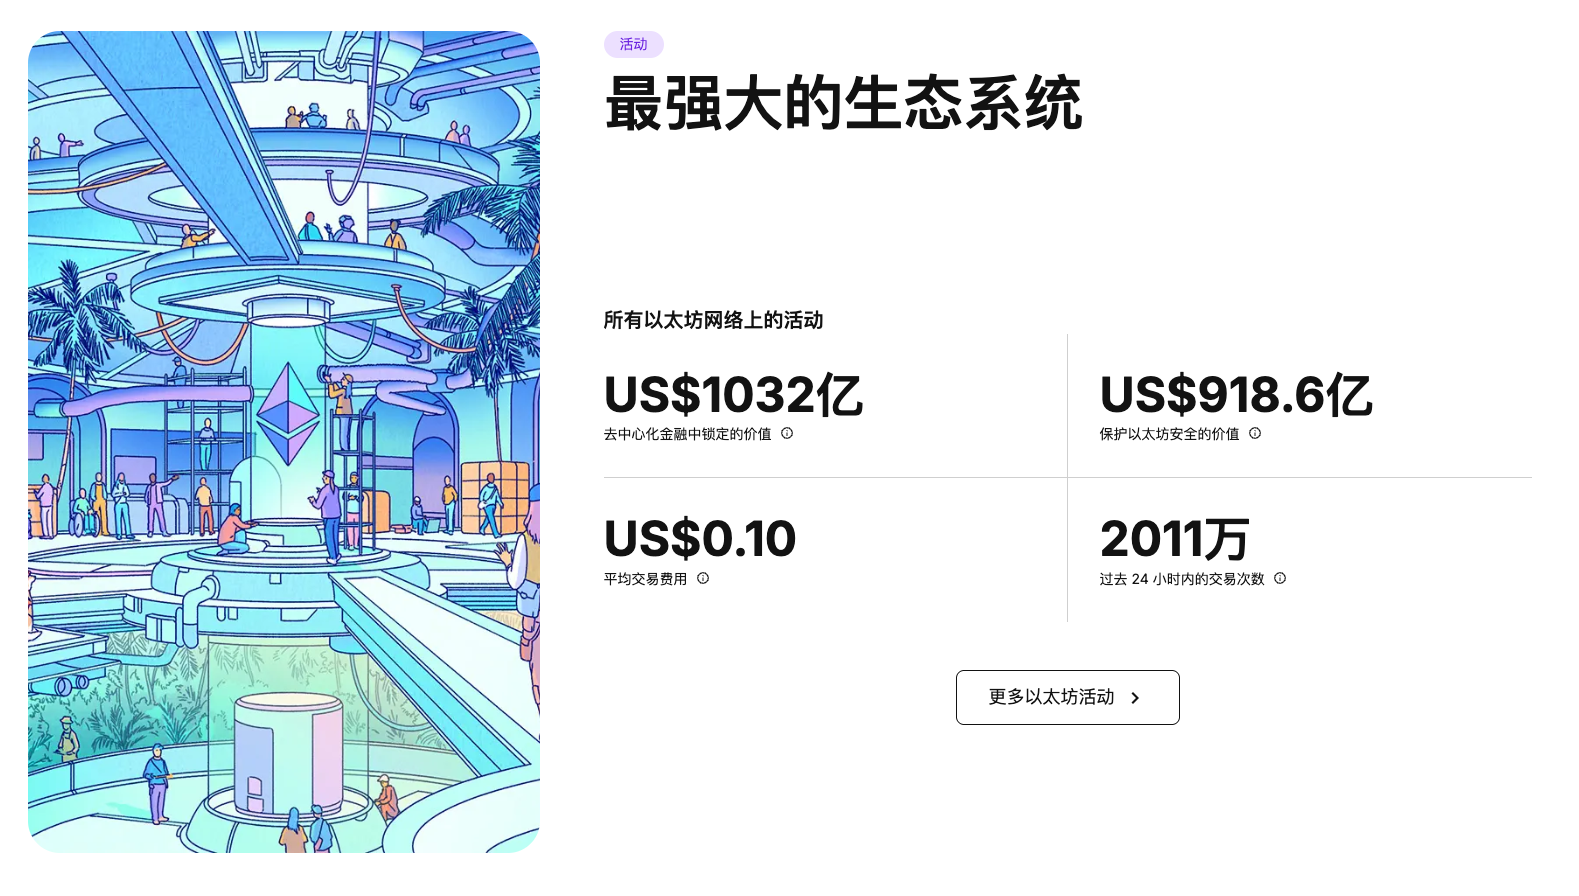 活动
最强大的生态系统
所有以太坊网络上的活动
US$1032亿
去中心化金融中锁定的价值
US$918.6亿
保护以太坊安全的价值
US$0.10
平均交易费用
2011万
过去 24 小时内的交易次数
更多以太坊活动